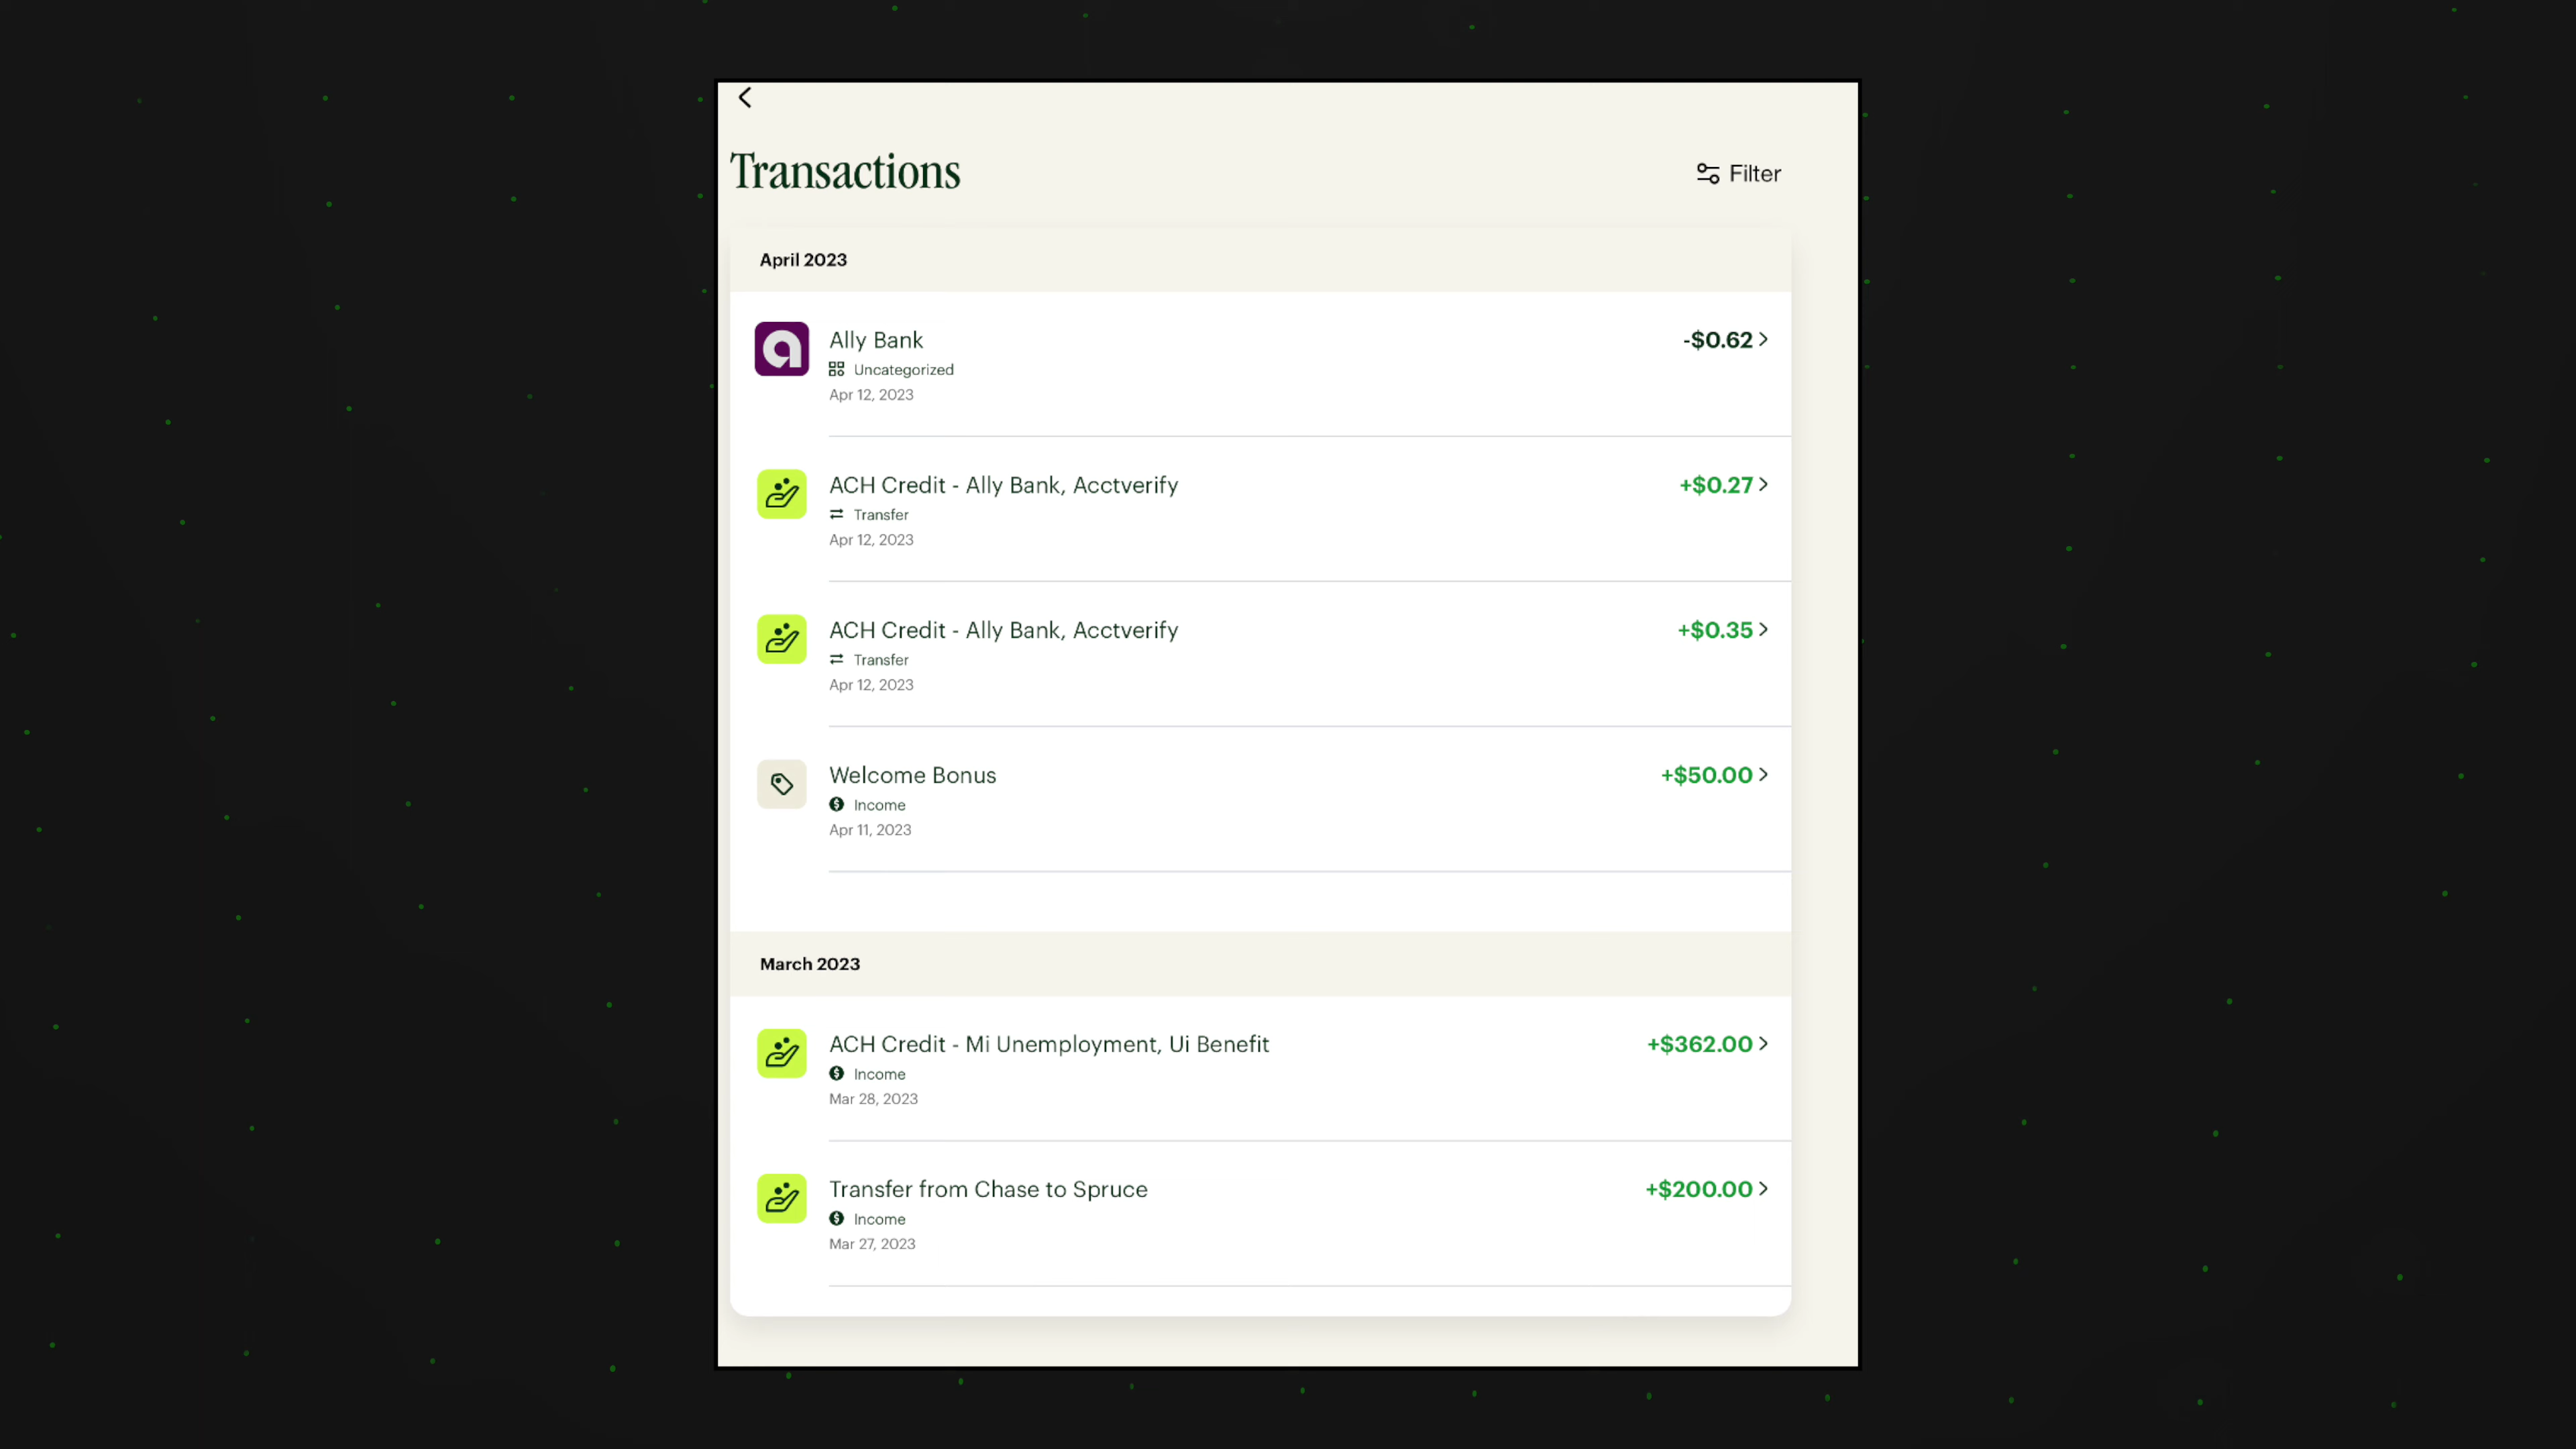 Transactions
Filter
April 2023
Ally Bank
-$0.62
Uncategorized
Apr 12, 2023
ACH Credit - Ally Bank, Acctverify
+$0.27
Transfer
Apr 12, 2023
ACH Credit - Ally Bank, Acctverify
+$0.35
Transfer
Apr 12, 2023
Welcome Bonus
+$50.00
Income
Apr 11, 2023
March 2023
ACH Credit - Mi Unemployment, Ui Benefit
+$362.00
Income
Mar 28, 2023
Transfer from Chase to Spruce
+$200.00
Income
Mar 27, 2023